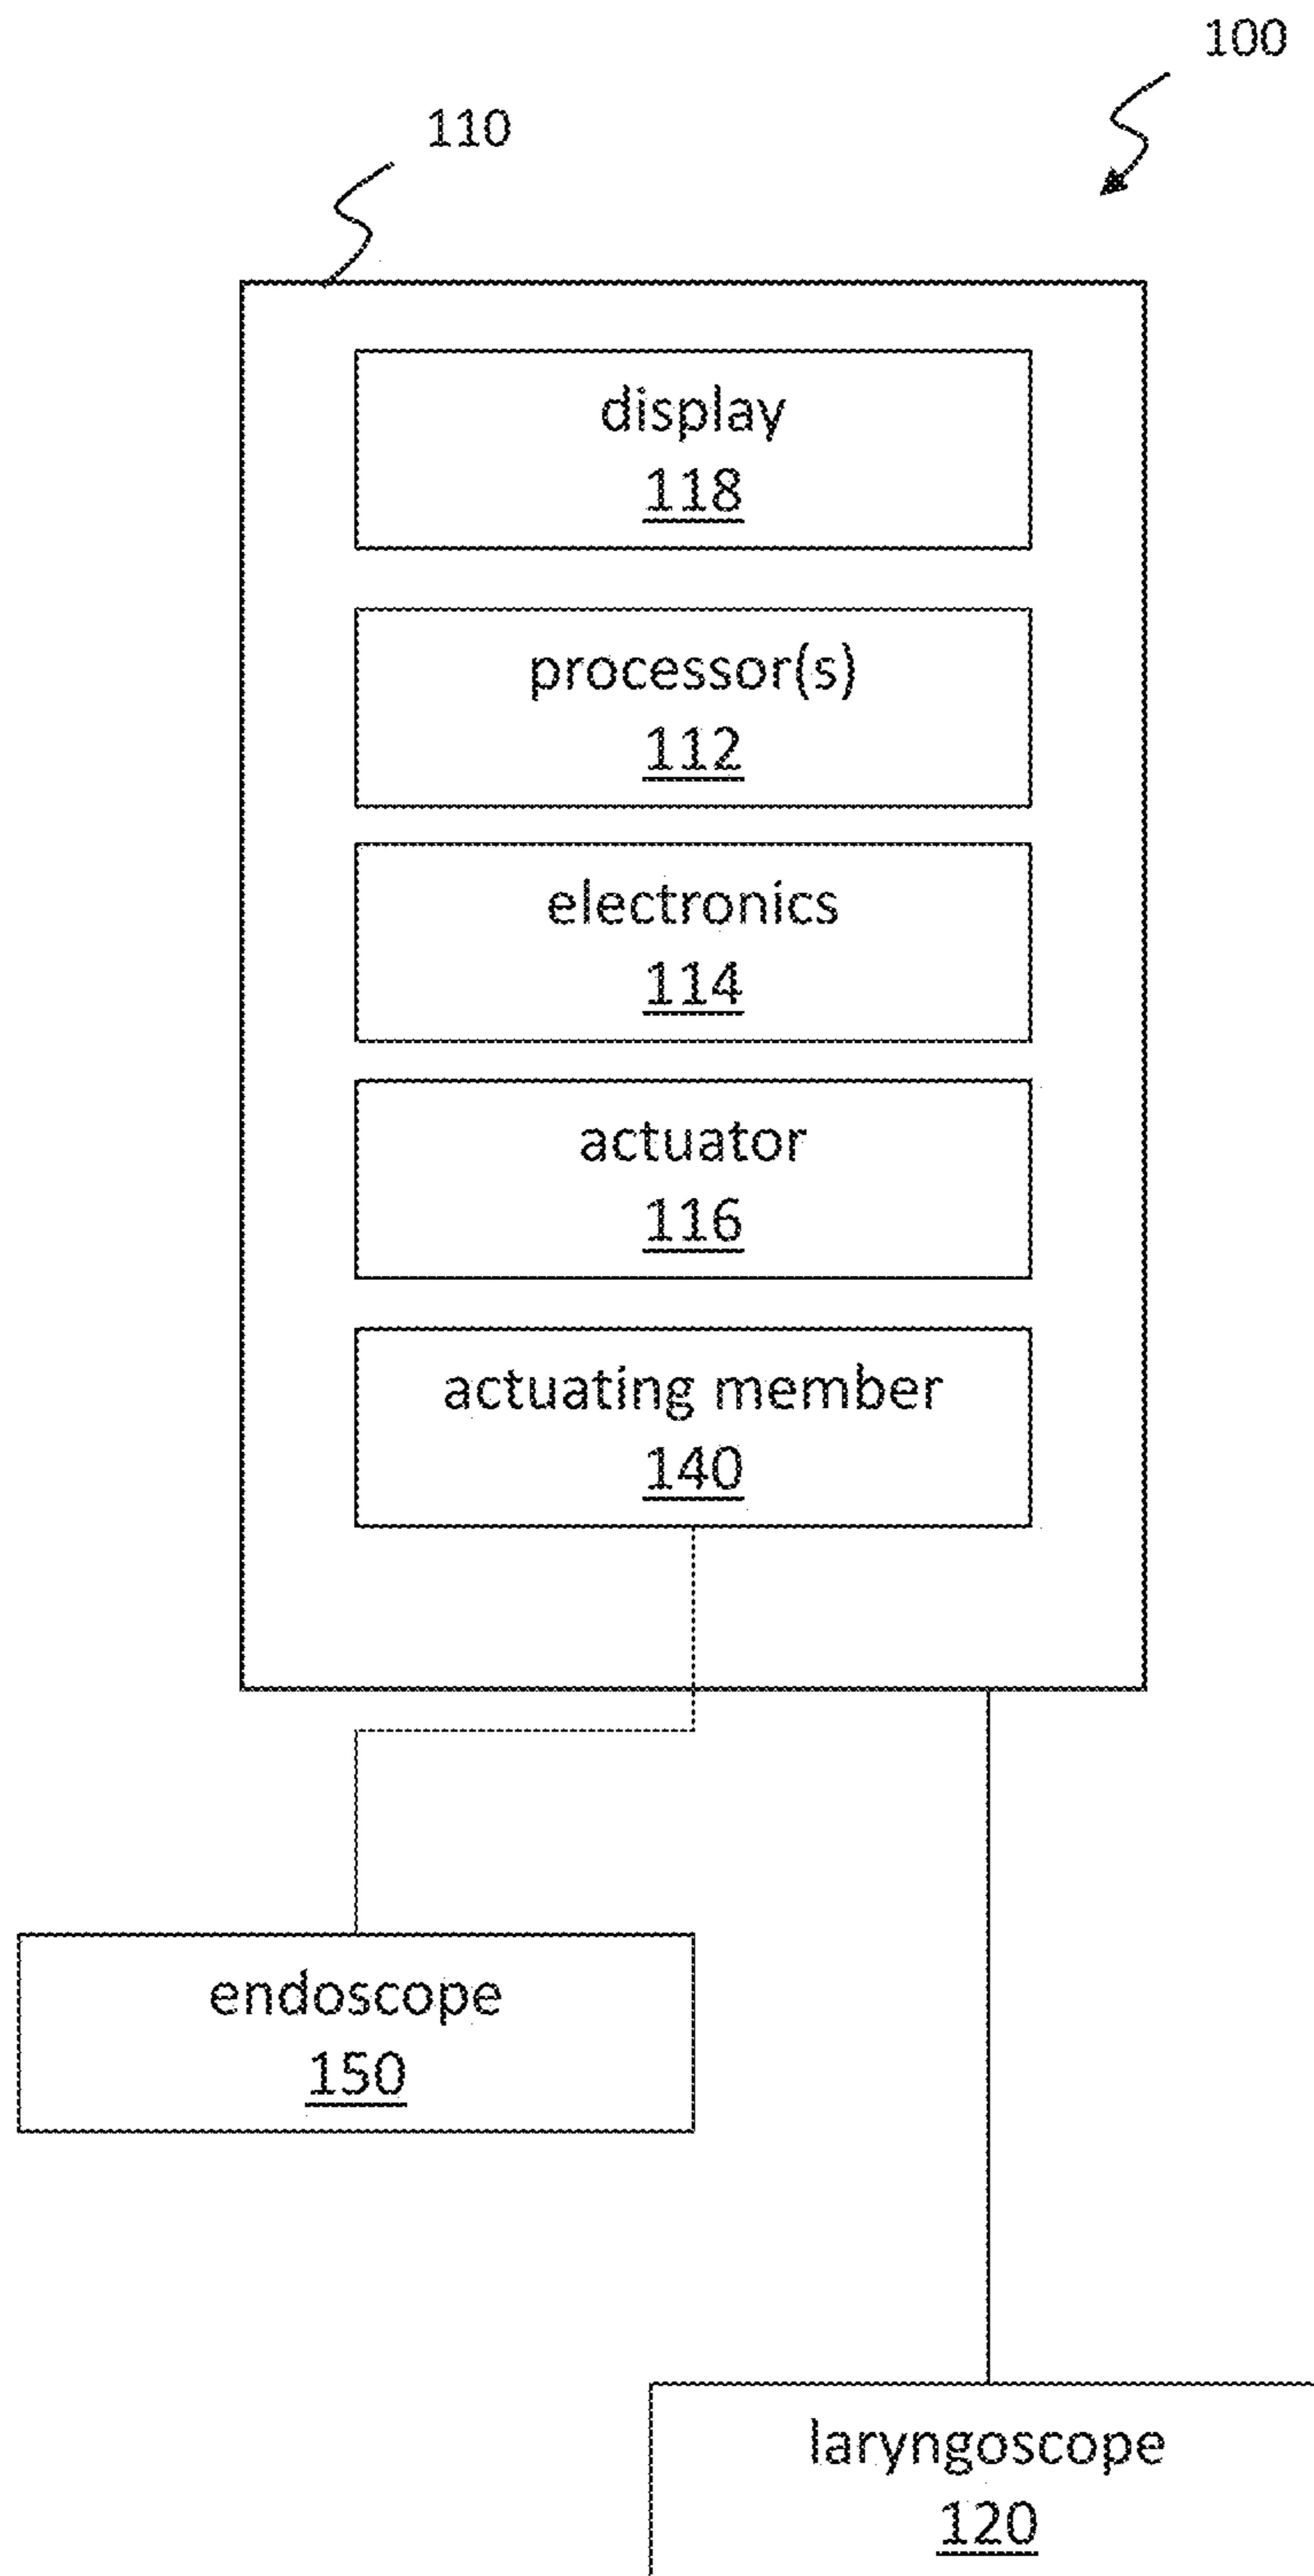 100
110
display
118
processor(s)
112
electronics
114
actuator
116
actuating member
140
endoscope
150
laryngoscope
120